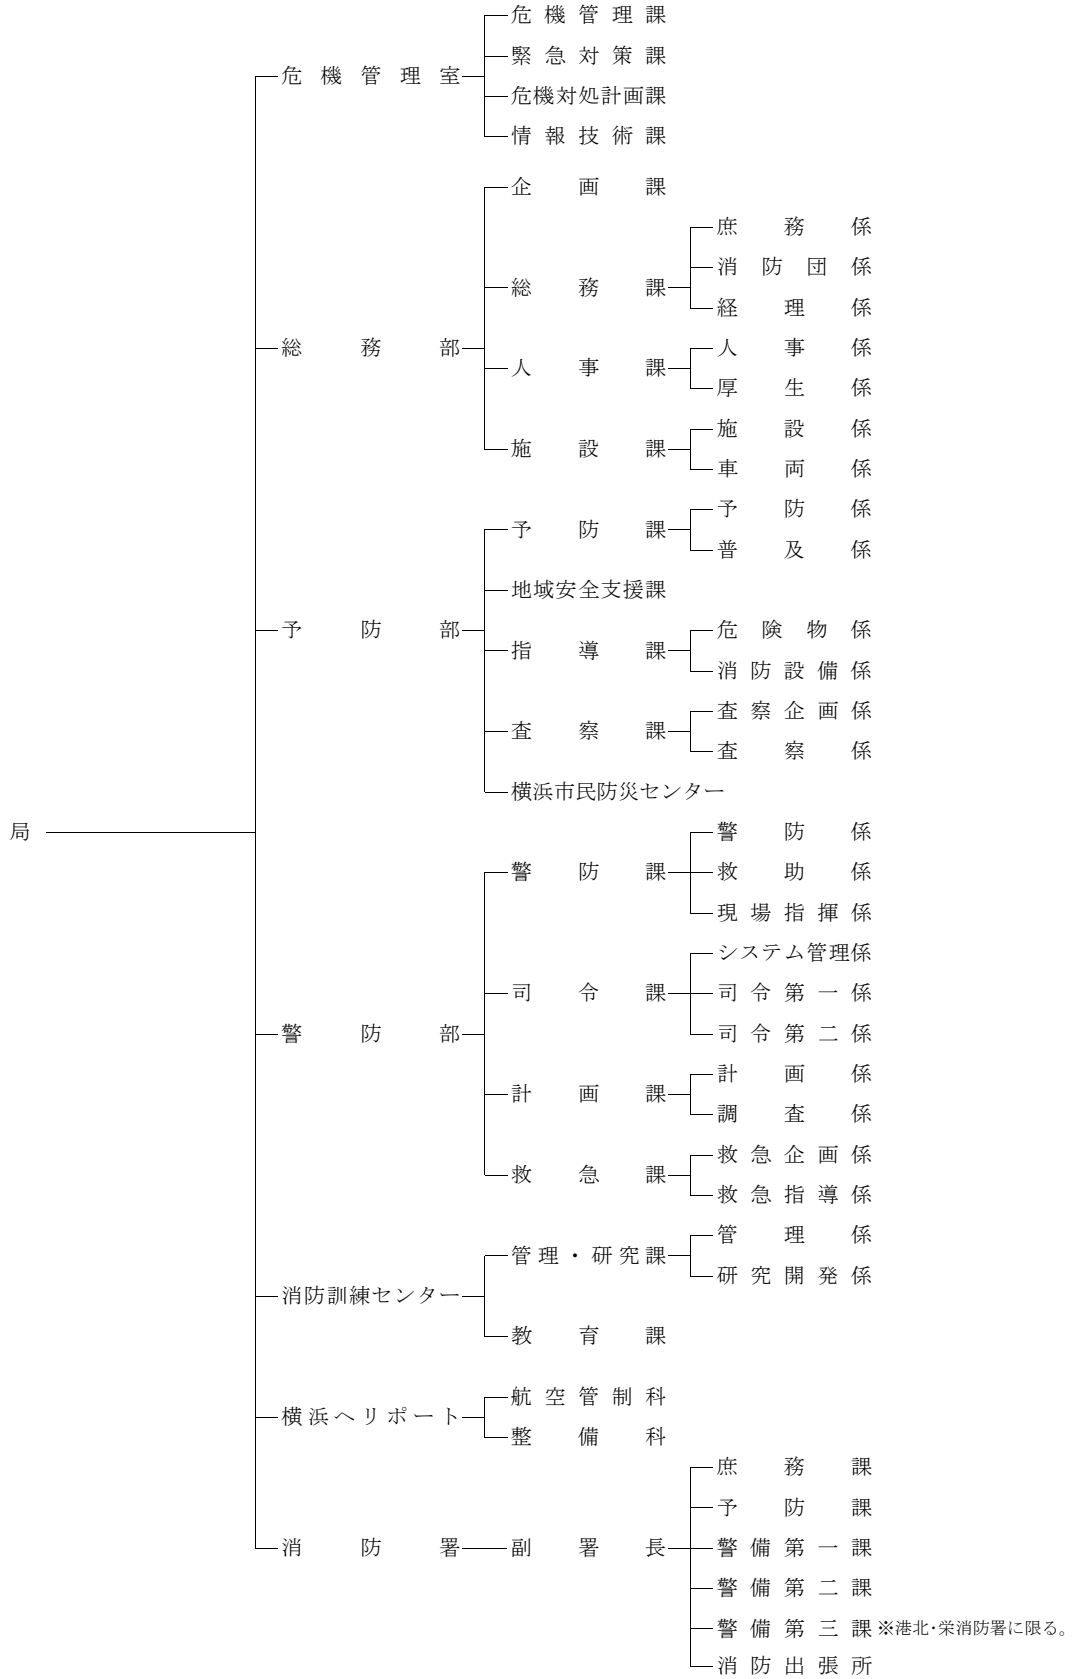 危機管理課
緊急対策課
危機管理室
危機対処計画課
情報技術課
企画課
庶務係
消防団係
総務課
経理係
総務部
人事係
人事課
厚生係
施設係
施設課
車両係
予防係
予防課
普及係
地域安全支援課
予防部
危険物係
指導課
消防設備係
査察企画係
査察課
査察係
横浜市民防災センター
局
警防係
警防課
救助係
現場指揮係
システム管理係
司令課
司令第一係
司令第二係
警防部
計画係
計画課
調査係
救急企画係
救急課
救急指導係
管理係
管理・研究課
研究開発係
消防訓練センター
教育課
航空管制科
横浜ヘリポート
整備科
庶務課
予防課
消防署
副署長
警備第一課
警備第二課
警備第三課 ※港北・栄消防署に限る。
消防出張所